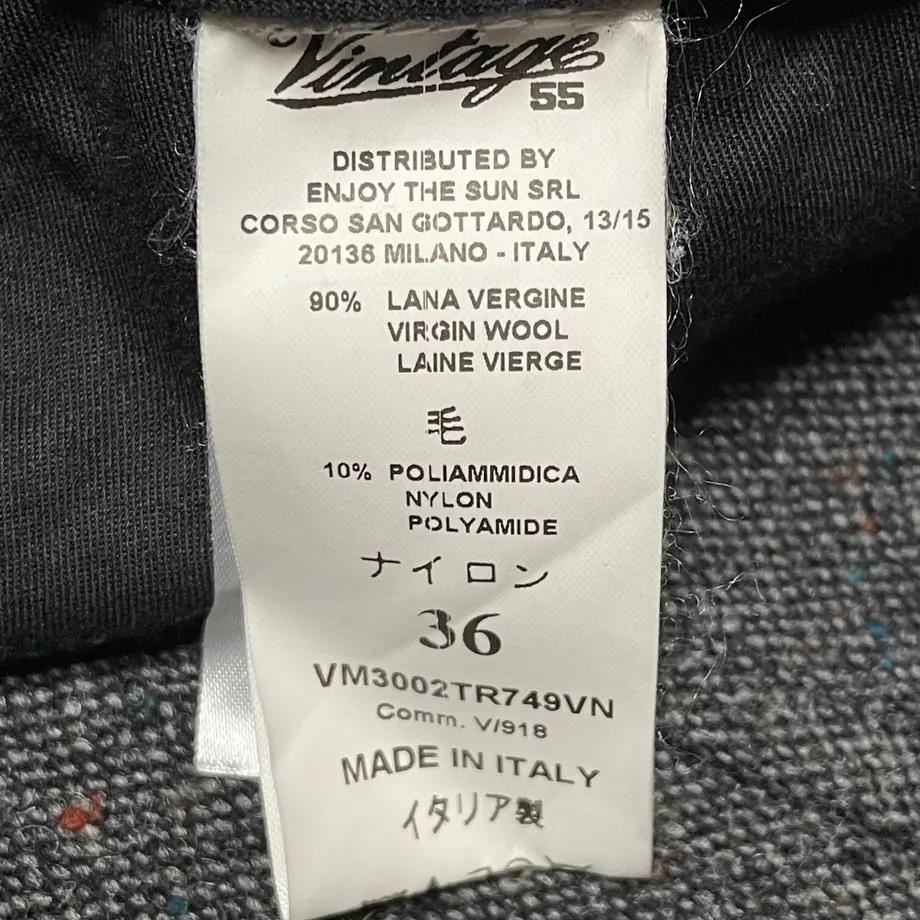 Vintage
55
DISTRIBUTED BY
ENJOY THE SUN SRL
CORSO SAN GOTTARDO, 13/15
20136 MILANO - ITALY
90% LANA VERGINE
VIRGIN WOOL
LAINE VIERGE
毛
10% POLIAMMIDICA
NYLON
POLYAMIDE
ナイロン
36
VM3002TR749VN
Comm. V/918
MADE IN ITALY
イタリア製